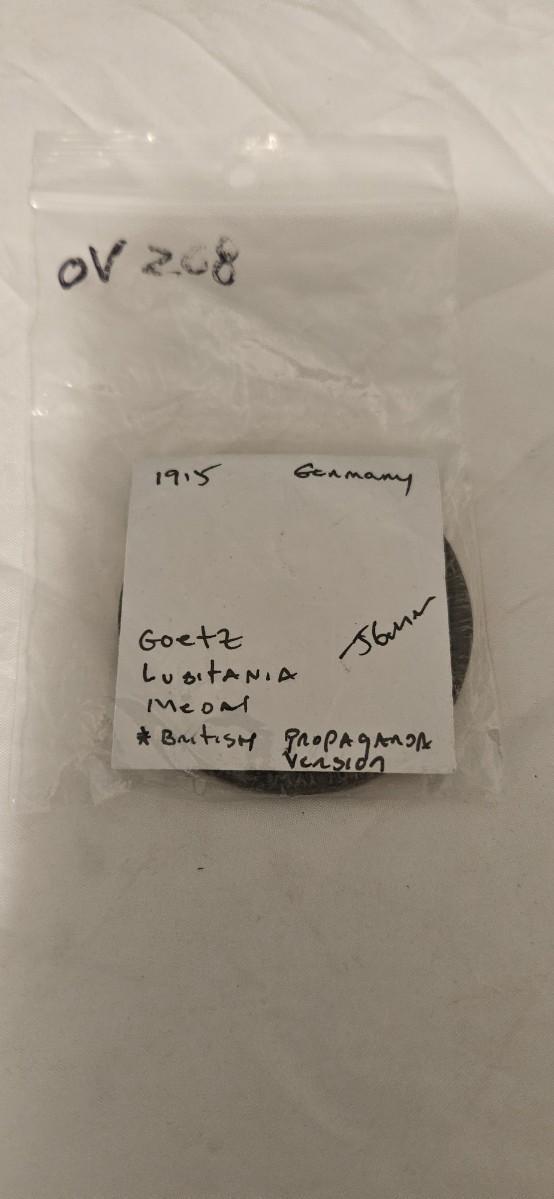 OV 208
1915 Germany
Goetz 56mm
LUSITANIA
MEDAL
* BRITISH PROPAGANDA
VERSION